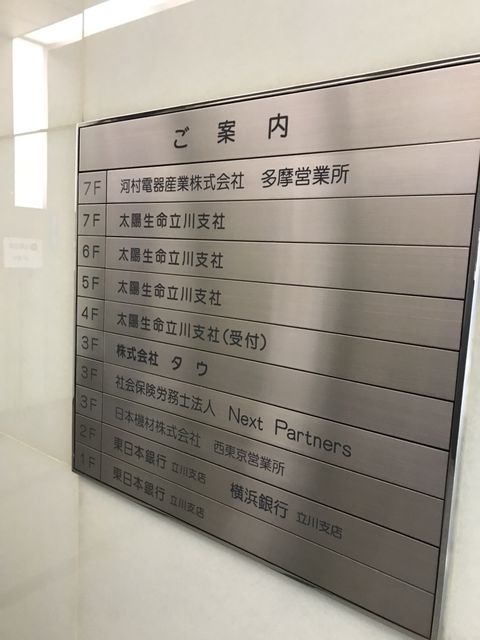 ご案内
7F 河村電器産業株式会社 多摩営業所
7F 太陽生命立川支社
6F 太陽生命立川支社
5F 太陽生命立川支社
4F 太陽生命立川支社(受付)
3F 株式会社 タウ
3F 社会保険労務士法人 Next Partners
3F 日本機材株式会社 西東京営業所
2F 東日本銀行 立川支店 横浜銀行 立川支店
1F 東日本銀行 立川支店